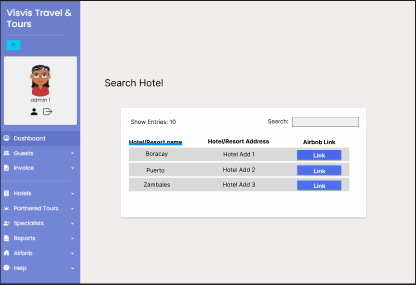 Visvis Travel &
Tours
admin 1
Dashboard
Guests
Invoice
Hotels
Partnered Tours
Specialists
Reports
Airbnb
Help
Search Hotel
Show Entries: 10
Search:
Hotel/Resort name Hotel/Resort Address Airbnb Link
Boracay Hotel Add 1 Link
Puerto Hotel Add 2 Link
Zambales Hotel Add 3 Link